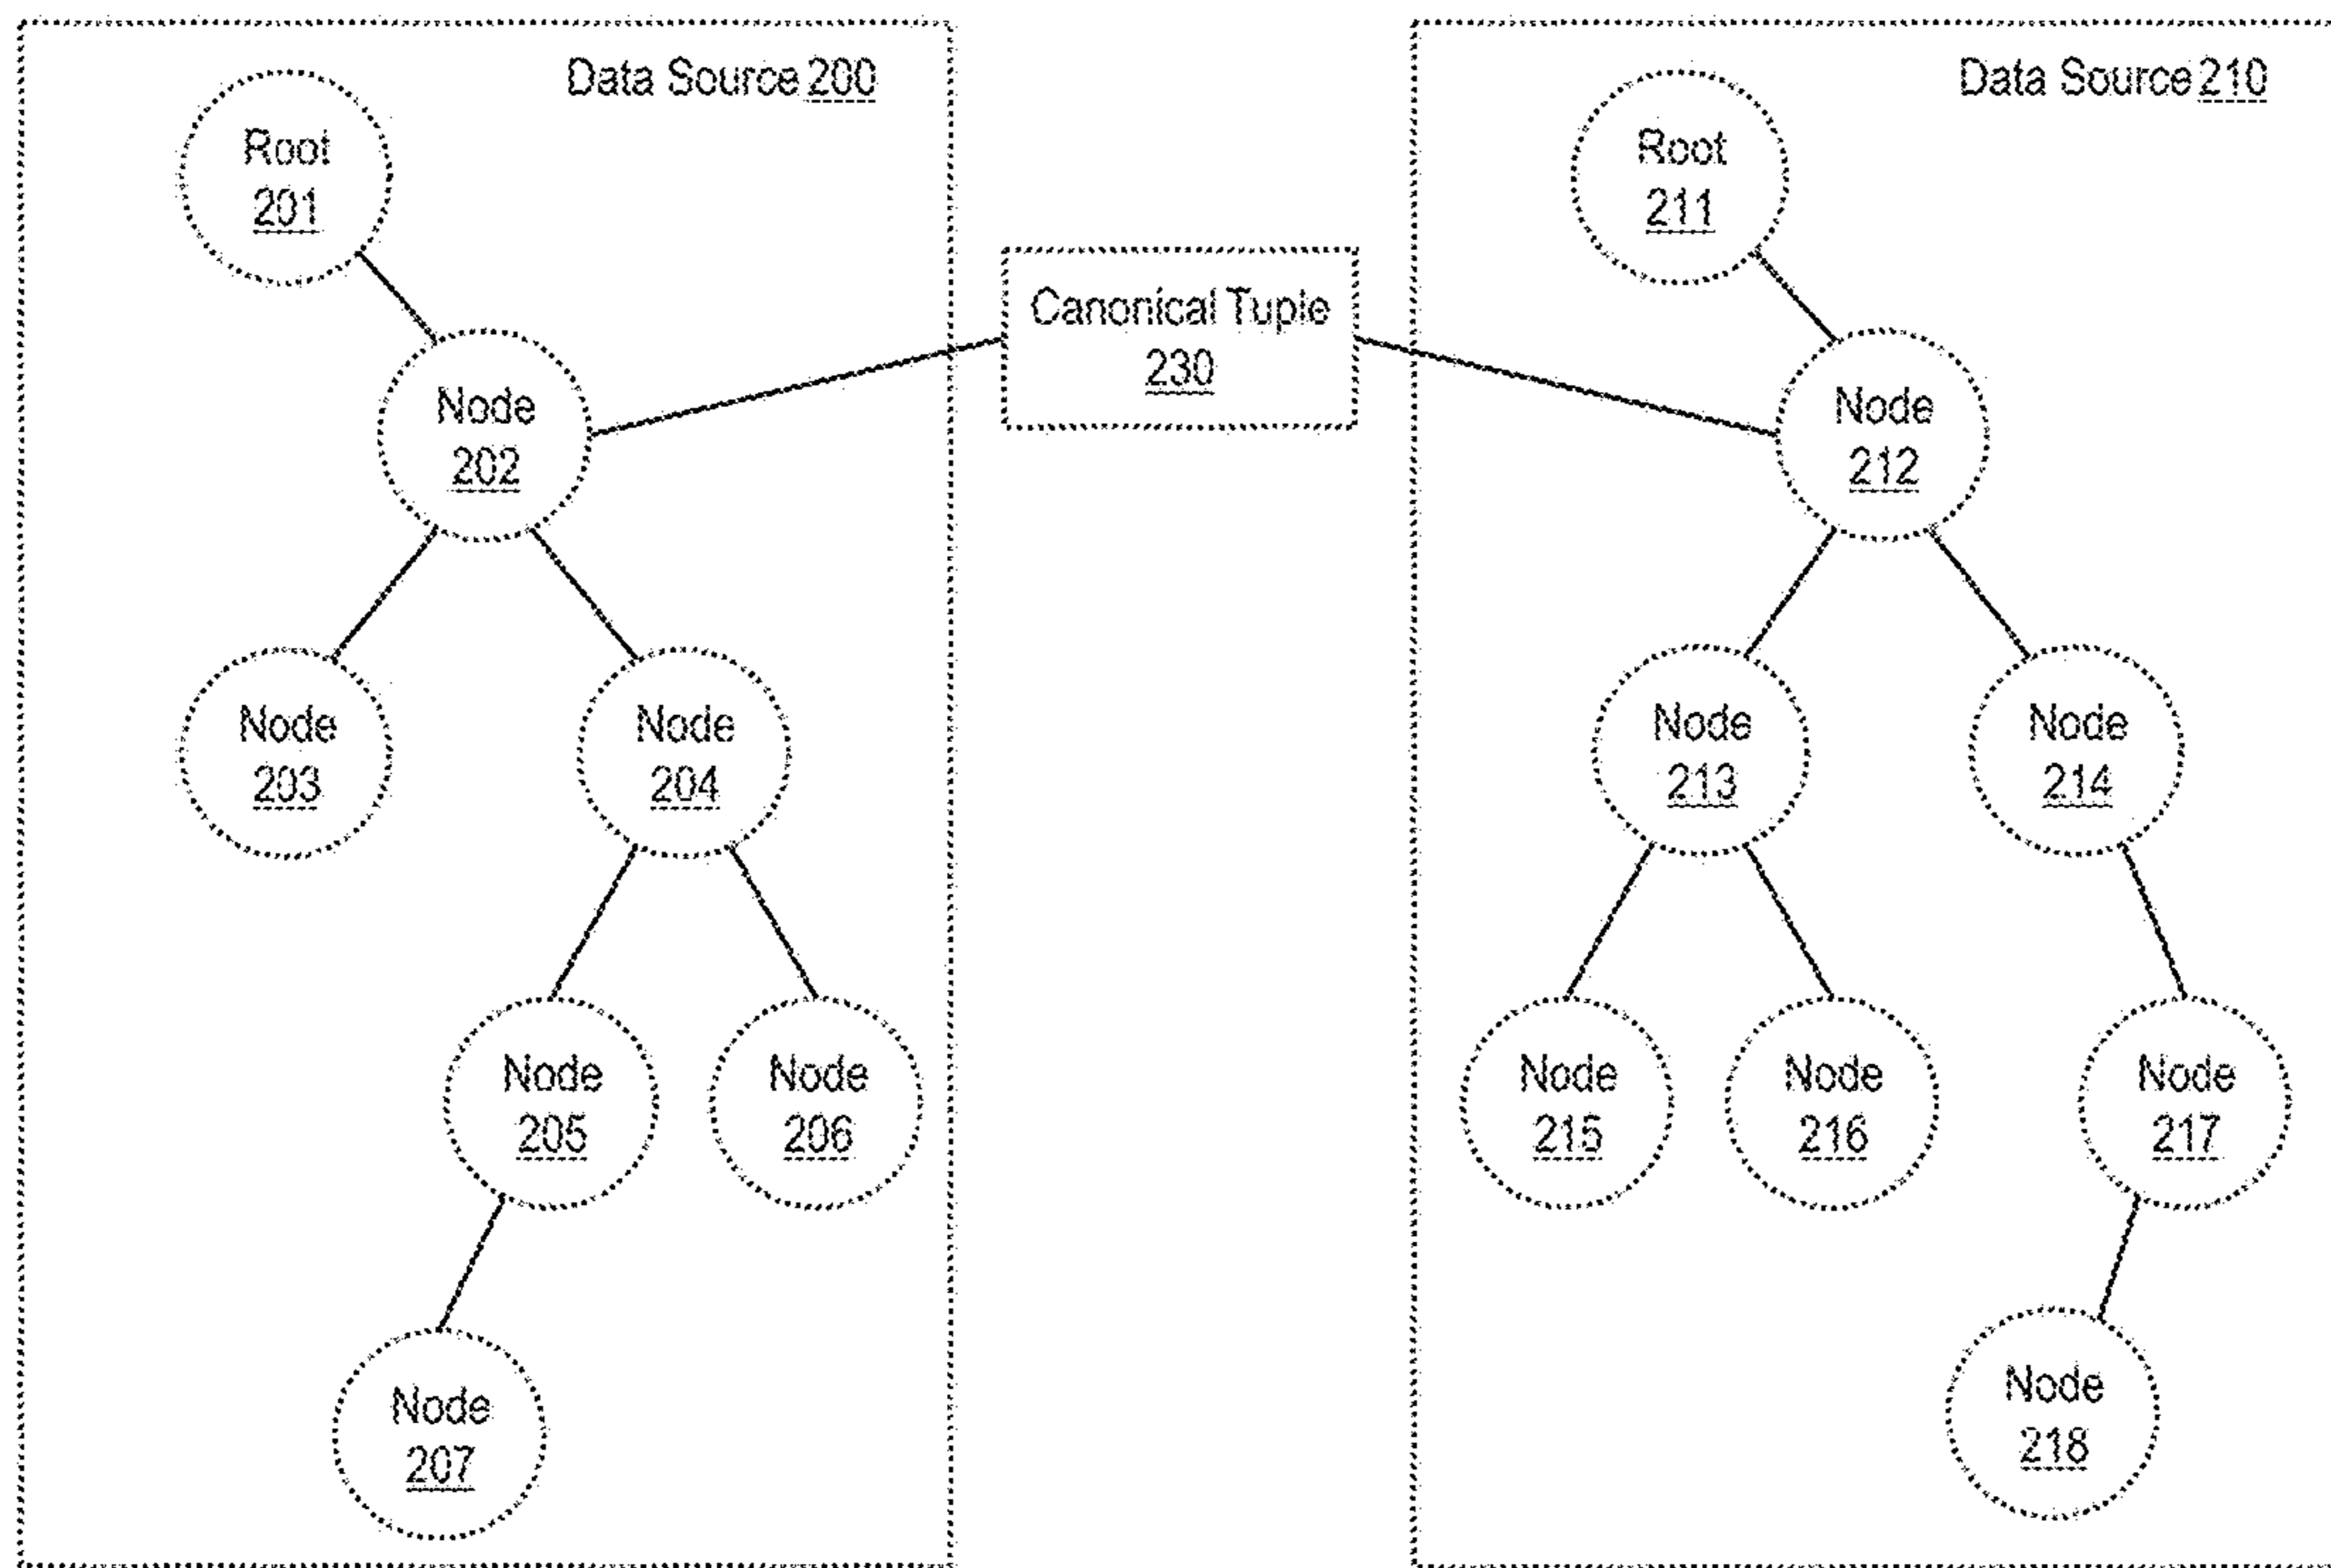 Data Source 200
Root
201
Node
202
Node
203
Node
204
Node
205
Node
206
Node
207
Canonical Tuple
230
Data Source 210
Root
211
Node
212
Node
213
Node
214
Node
215
Node
216
Node
217
Node
218